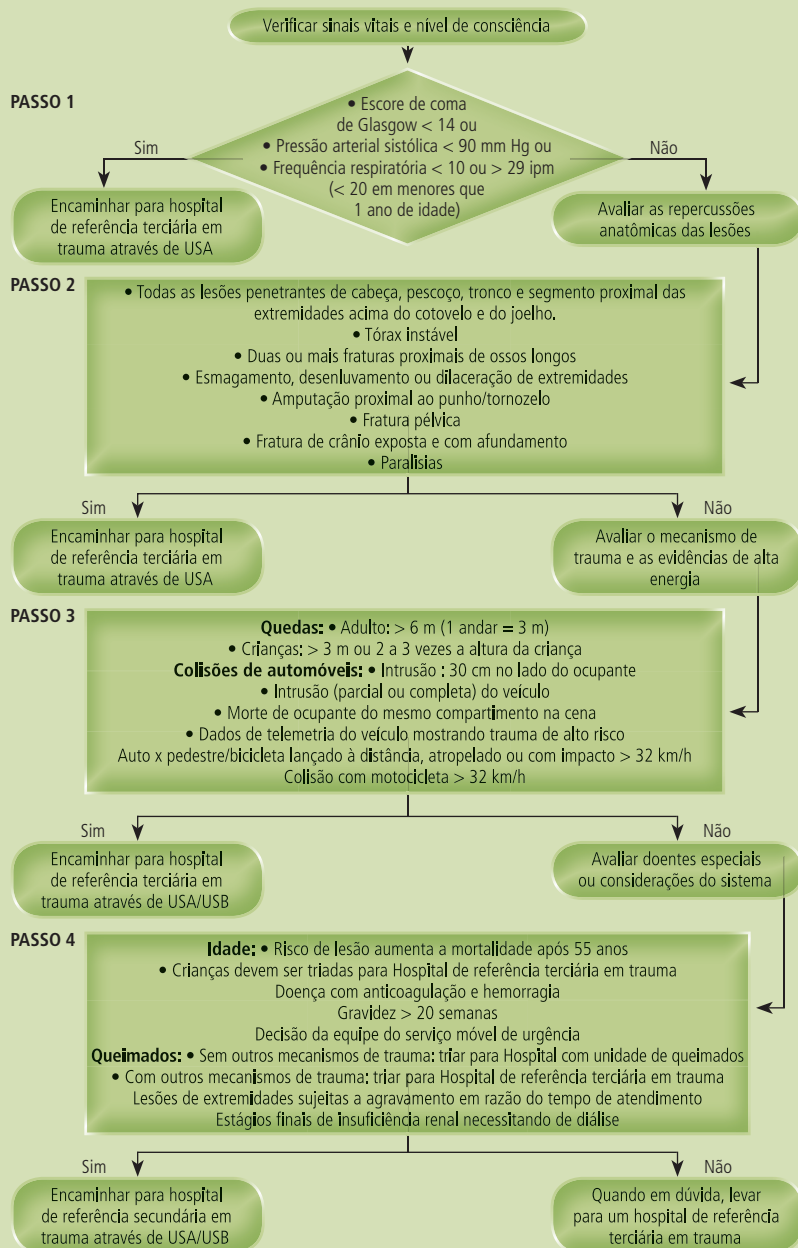 Verificar sinais vitais e nível de consciência
PASSO 1
• Escore de coma
de Glasgow < 14 ou
• Pressão arterial sistólica < 90 mm Hg ou
• Frequência respiratória < 10 ou > 29 ipm
(< 20 em menores que
1 ano de idade)
Sim
Não
Encaminhar para hospital
de referência terciária em
trauma através de USA
Avaliar as repercussões
anatômicas das lesões
PASSO 2
• Todas as lesões penetrantes de cabeça, pescoço, tronco e segmento proximal das
extremidades acima do cotovelo e do joelho.
• Tórax instável
• Duas ou mais fraturas proximais de ossos longos
• Esmagamento, desenluvamento ou dilaceração de extremidades
• Amputação proximal ao punho/tornozelo
• Fratura pélvica
• Fratura de crânio exposta e com afundamento
• Paralisias
Sim
Não
Encaminhar para hospital
de referência terciária em
trauma através de USA
Avaliar o mecanismo de
trauma e as evidências de alta
energia
PASSO 3
Quedas: • Adulto: > 6 m (1 andar = 3 m)
• Crianças: > 3 m ou 2 a 3 vezes a altura da criança
Colisões de automóveis: • Intrusão : 30 cm no lado do ocupante
• Intrusão (parcial ou completa) do veículo
• Morte de ocupante do mesmo compartimento na cena
• Dados de telemetria do veículo mostrando trauma de alto risco
Auto x pedestre/bicicleta lançado à distância, atropelado ou com impacto > 32 km/h
Colisão com motocicleta > 32 km/h
Sim
Não
Encaminhar para hospital
de referência terciária em
trauma através de USA/USB
Avaliar doentes especiais
ou considerações do sistema
PASSO 4
Idade: • Risco de lesão aumenta a mortalidade após 55 anos
• Crianças devem ser triadas para Hospital de referência terciária em trauma
Doença com anticoagulação e hemorragia
Gravidez > 20 semanas
Decisão da equipe do serviço móvel de urgência
Queimados: • Sem outros mecanismos de trauma: triar para Hospital com unidade de queimados
• Com outros mecanismos de trauma: triar para Hospital de referência terciária em trauma
Lesões de extremidades sujeitas a agravamento em razão do tempo de atendimento
Estágios finais de insuficiência renal necessitando de diálise
Sim
Não
Encaminhar para hospital
de referência secundária em
trauma através de USA/USB
Quando em dúvida, levar
para um hospital de referência
terciária em trauma